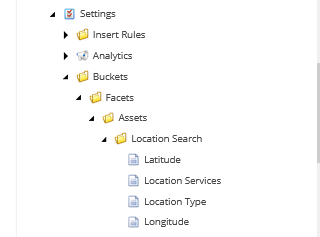 Settings
Insert Rules
Analytics
Buckets
Facets
Assets
Location Search
Latitude
Location Services
Location Type
Longitude